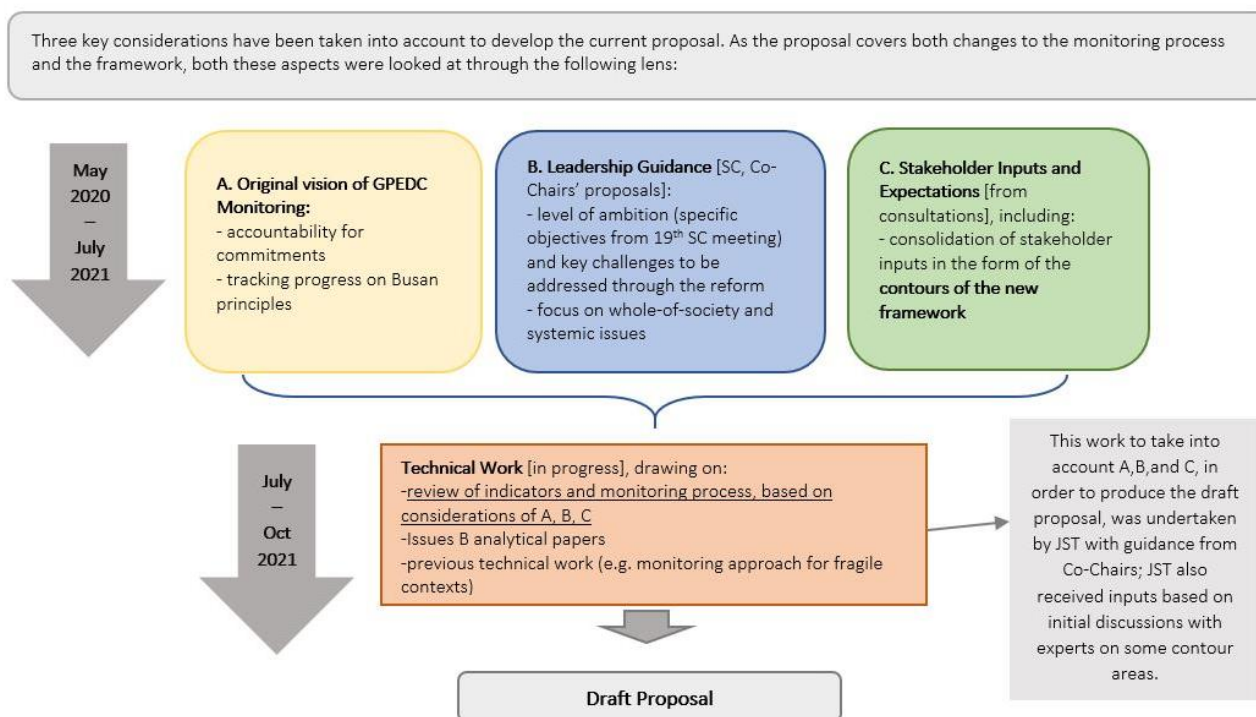 Three key considerations have been taken into account to develop the current proposal. As the proposal covers both changes to the monitoring process
and the framework, both these aspects were looked at through the following lens:
May
2020
–
July
2021
A. Original vision of GPEDC
Monitoring:
- accountability for
commitments
- tracking progress on Busan
principles
B. Leadership Guidance [SC, Co-
Chairs' proposals]:
- level of ambition (specific
objectives from 19th SC meeting)
and key challenges to be
addressed through the reform
- focus on whole-of-society and
systemic issues
C. Stakeholder Inputs and
Expectations [from
consultations], including:
- consolidation of stakeholder
inputs in the form of the
contours of the new
framework
July
–
Oct
2021
Technical Work [in progress], drawing on:
-review of indicators and monitoring process, based on
considerations of A, B, C
-Issues B analytical papers
-previous technical work (e.g. monitoring approach for fragile
contexts)
This work to take into
account A,B,and C, in
order to produce the draft
proposal, was undertaken
by JST with guidance from
Co-Chairs; JST also
received inputs based on
initial discussions with
experts on some contour
areas.
Draft Proposal